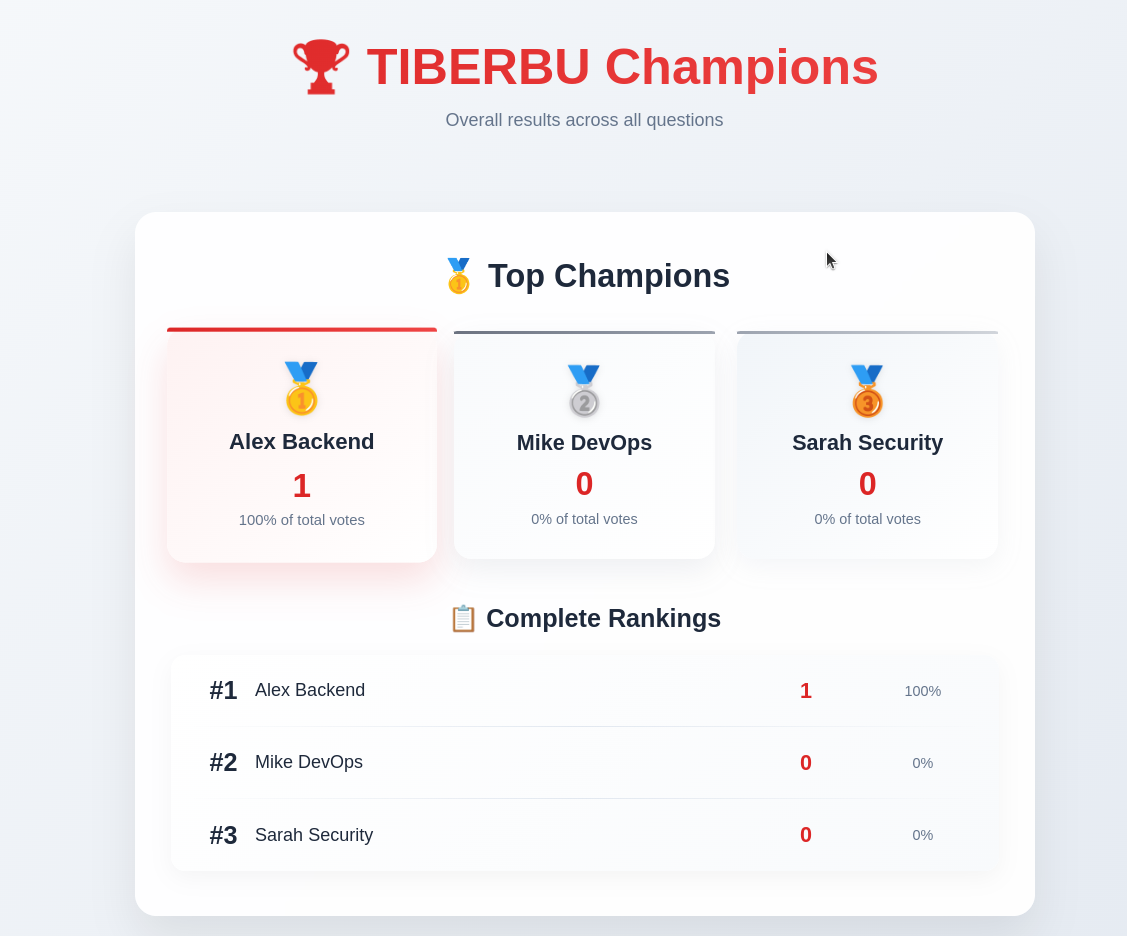 🏆 TIBERBU Champions
Overall results across all questions
🥇 Top Champions
🥇 🥈 🥉
Alex Backend Mike DevOps Sarah Security
1 0 0
100% of total votes 0% of total votes 0% of total votes
📋 Complete Rankings
#1 Alex Backend 1 100%
#2 Mike DevOps 0 0%
#3 Sarah Security 0 0%